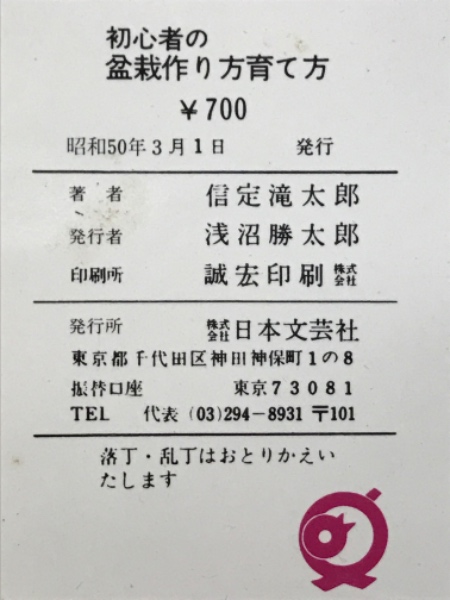 初心者の
盆栽作り方育て方
￥700
昭和50年3月1日 発行
著者 信定滝太郎
発行者 浅沼勝太郎
印刷所 誠宏印刷株式会社
発行所 株式会社日本文芸社
東京都千代田区神田神保町1の8
振替口座 東京73081
TEL 代表 (03)294-8931 〒101
落丁・乱丁はおとりかえい
たします